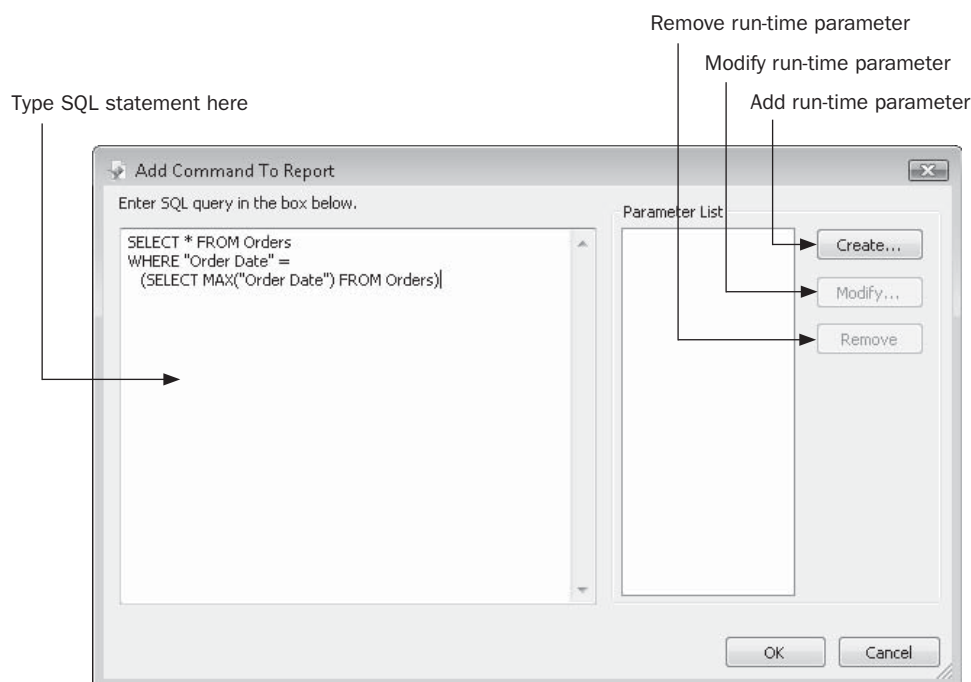 Remove run-time parameter
Modify run-time parameter
Type SQL statement here
Add run-time parameter
Add Command To Report
Enter SQL query in the box below.
Parameter List
SELECT * FROM Orders
WHERE "Order Date" =
(SELECT MAX("Order Date") FROM Orders)
Create...
Modify...
Remove
OK
Cancel